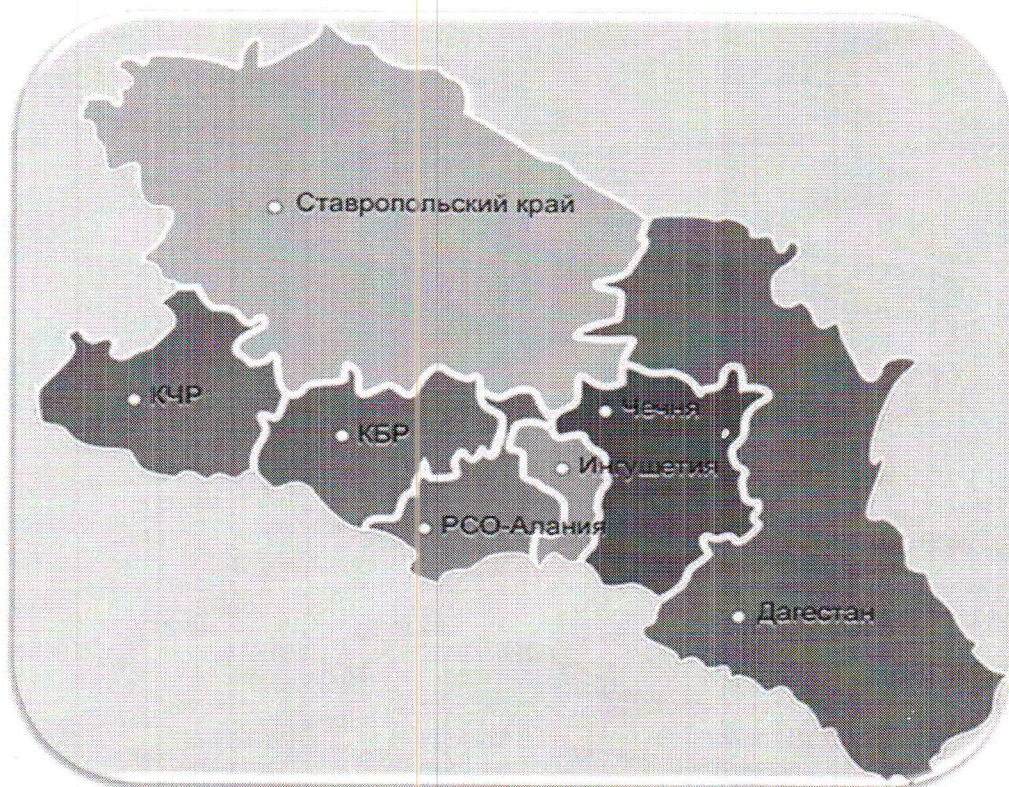 Ставропольский край
КЧР
Чечня
КБР
Ингушетия
РСО-Алания
Дагестан